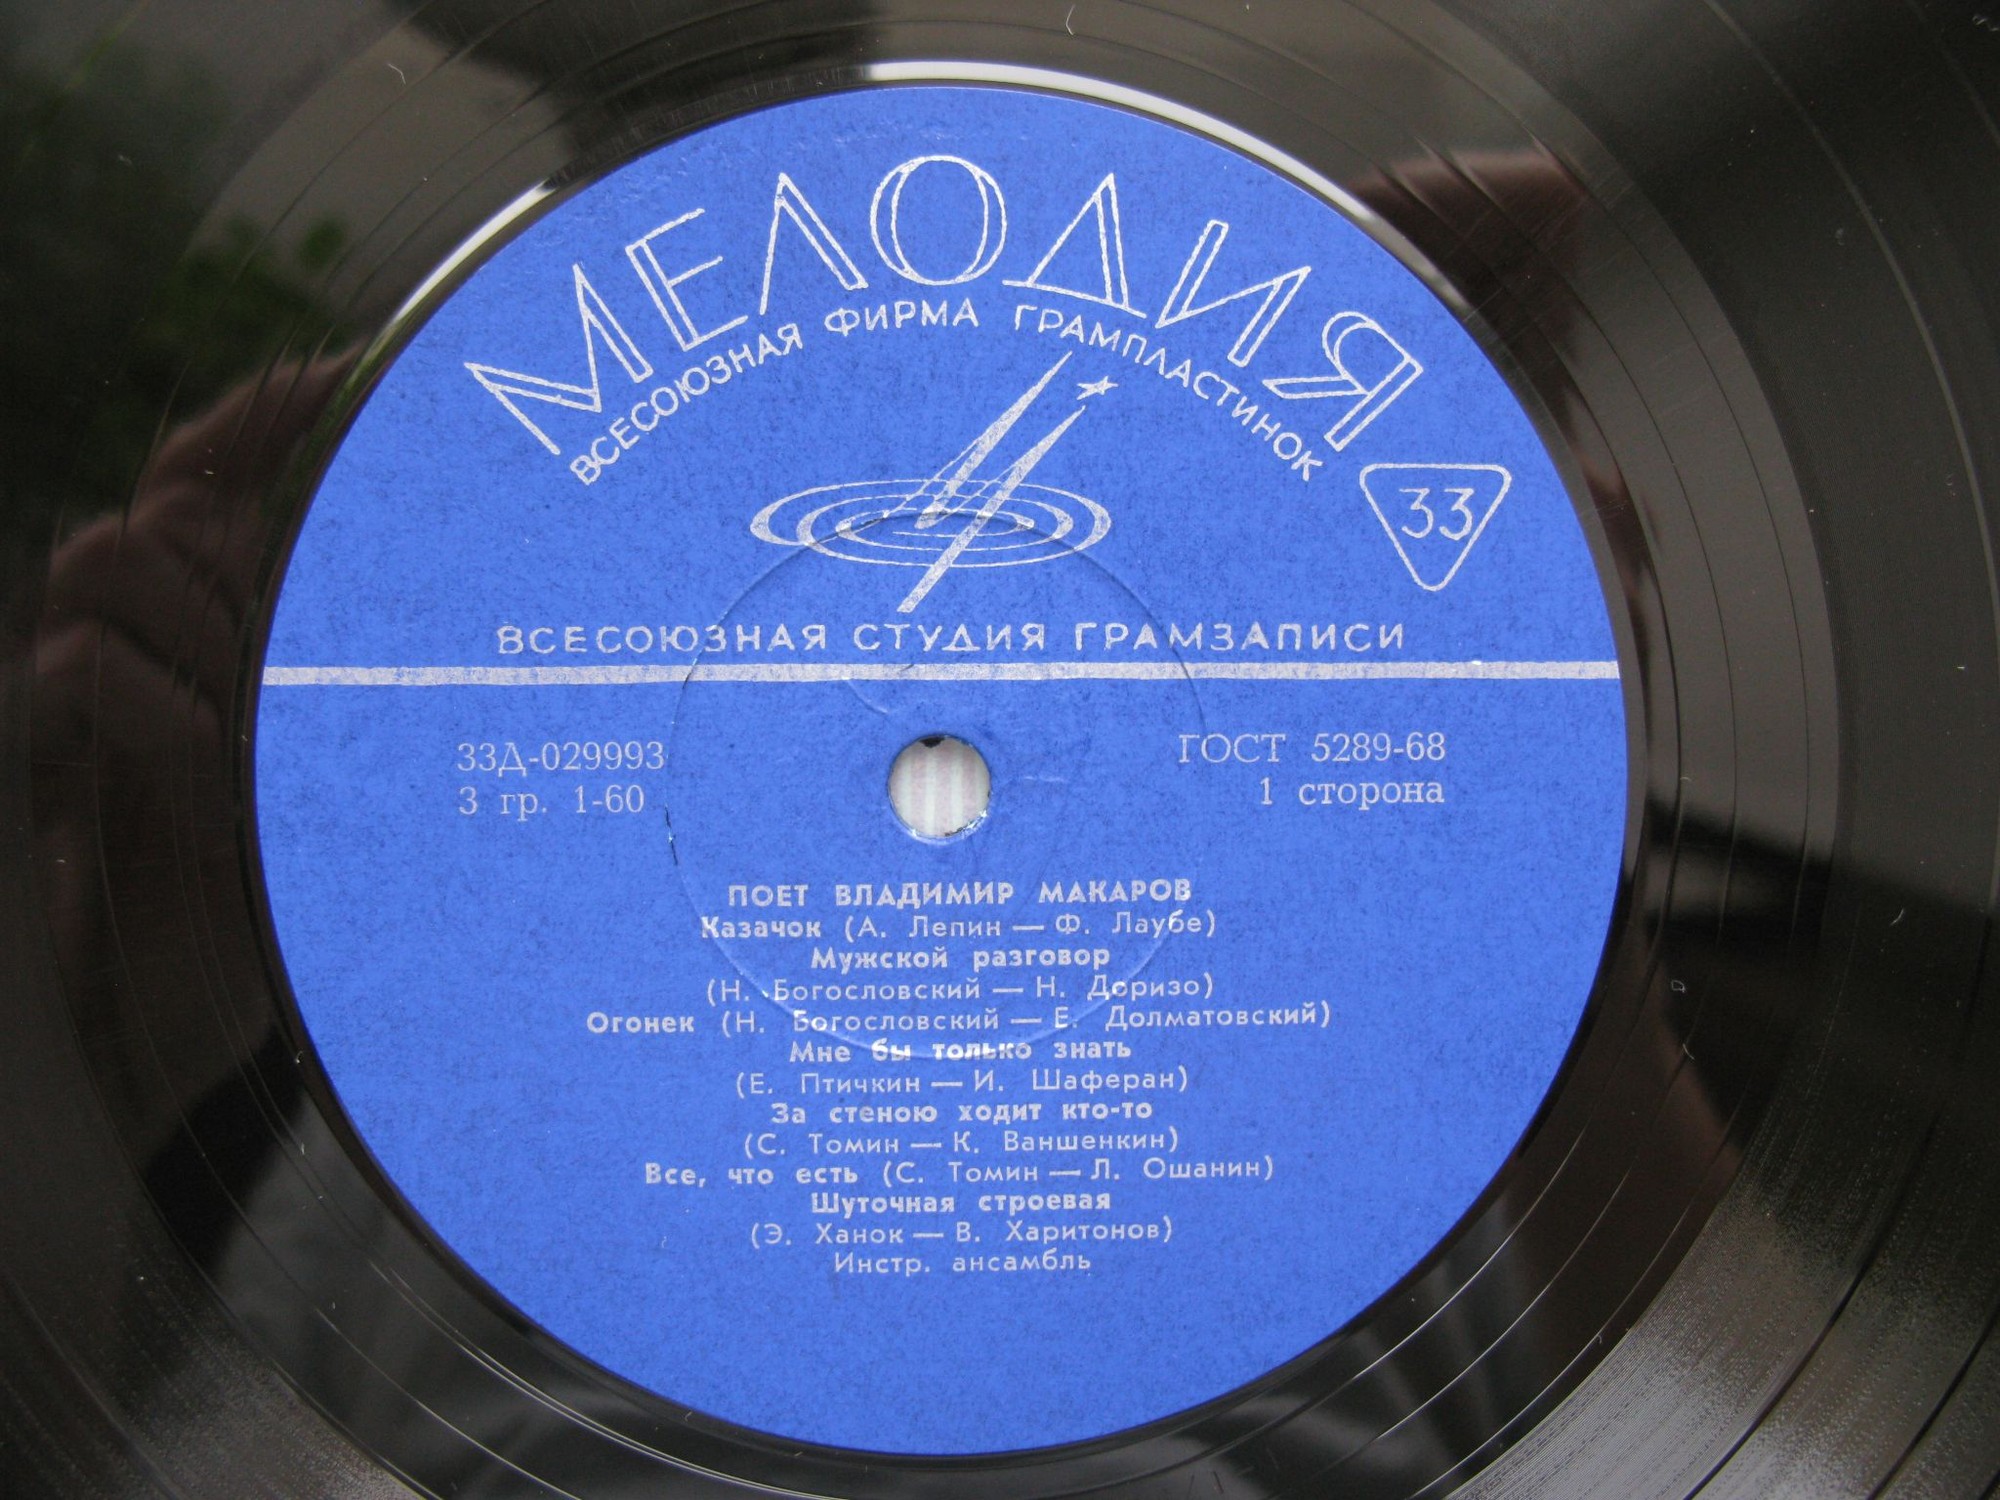 МЕЛОДИЯ
ВСЕСОЮЗНАЯ ФИРМА ГРАМПЛАСТИНОК
33
ВСЕСОЮЗНАЯ СТУДИЯ ГРАМЗАПИСИ
33Д-029993
3 гр. 1-60
ГОСТ 5289-68
1 сторона
ПОЕТ ВЛАДИМИР МАКАРОВ
Казачок (А. Лепин — Ф. Лаубе)
Мужской разговор
(Н. Богословский — Н. Доризо)
Огонек (Н. Богословский — Е. Долматовский)
Мне бы только знать
(Е. Птичкин — И. Шаферан)
За стеною ходит кто-то
(С. Томин — К. Ваншенкин)
Все, что есть (С. Томин — Л. Ошанин)
Шуточная строевая
(Э. Ханок — В. Харитонов)
Инстр. ансамбль